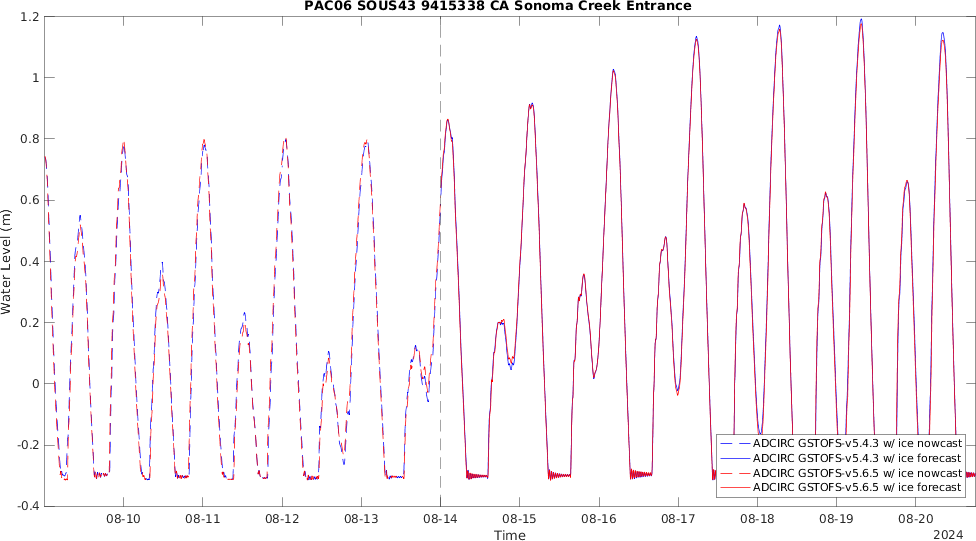 PAC06 SOUS43 9415338 CA Sonoma Creek Entrance
1.2
1
0.8
0.6
0.4
0.2
0
-0.2
-0.4
Water Level (m)
ADCIRC GSTOFS-v5.4.3 w/ ice nowcast
ADCIRC GSTOFS-v5.4.3 w/ ice forecast
ADCIRC GSTOFS-v5.6.5 w/ ice nowcast
ADCIRC GSTOFS-v5.6.5 w/ ice forecast
08-10 08-11 08-12 08-13 08-14 08-15 08-16 08-17 08-18 08-19 08-20
Time
2024